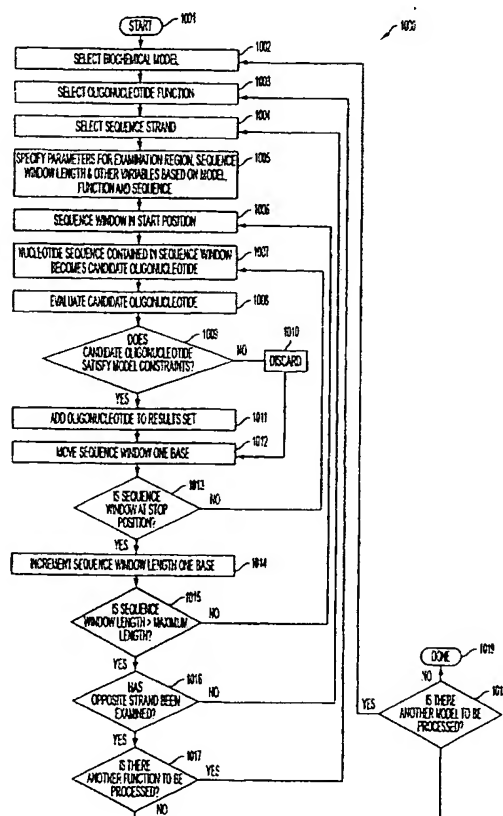 START
1001
1000
SELECT BIOCHEMICAL MODEL
1002
SELECT OLIGONUCLEOTIDE FUNCTION
1003
SELECT SEQUENCE STRAND
1004
SPECIFY PARAMETERS FOR EXAMINATION REGION, SEQUENCE
WINDOW LENGTH & OTHER VARIABLES BASED ON MODEL,
FUNCTION AND SEQUENCE
1005
SEQUENCE WINDOW IN START POSITION
1006
NUCLEOTIDE SEQUENCE CONTAINED IN SEQUENCE WINDOW
BECOMES CANDIDATE OLIGONUCLEOTIDE
1007
EVALUATE CANDIDATE OLIGONUCLEOTIDE
1008
DOES
CANDIDATE OLIGONUCLEOTIDE
SATISFY MODEL CONSTRAINTS?
1009
NO
1010
DISCARD
YES
ADD OLIGONUCLEOTIDE TO RESULTS SET
1011
MOVE SEQUENCE WINDOW ONE BASE
1012
IS SEQUENCE
WINDOW AT STOP
POSITION?
1013
NO
YES
INCREMENT SEQUENCE WINDOW LENGTH ONE BASE
1014
IS SEQUENCE
WINDOW LENGTH > MAXIMUM
LENGTH?
1015
NO
YES
HAS
OPPOSITE STRAND BEEN
EXAMINED?
1016
NO
YES
IS THERE
ANOTHER FUNCTION TO BE
PROCESSED?
1017
YES
NO
DONE
1019
NO
YES
IS THERE
ANOTHER MODEL TO BE
PROCESSED?